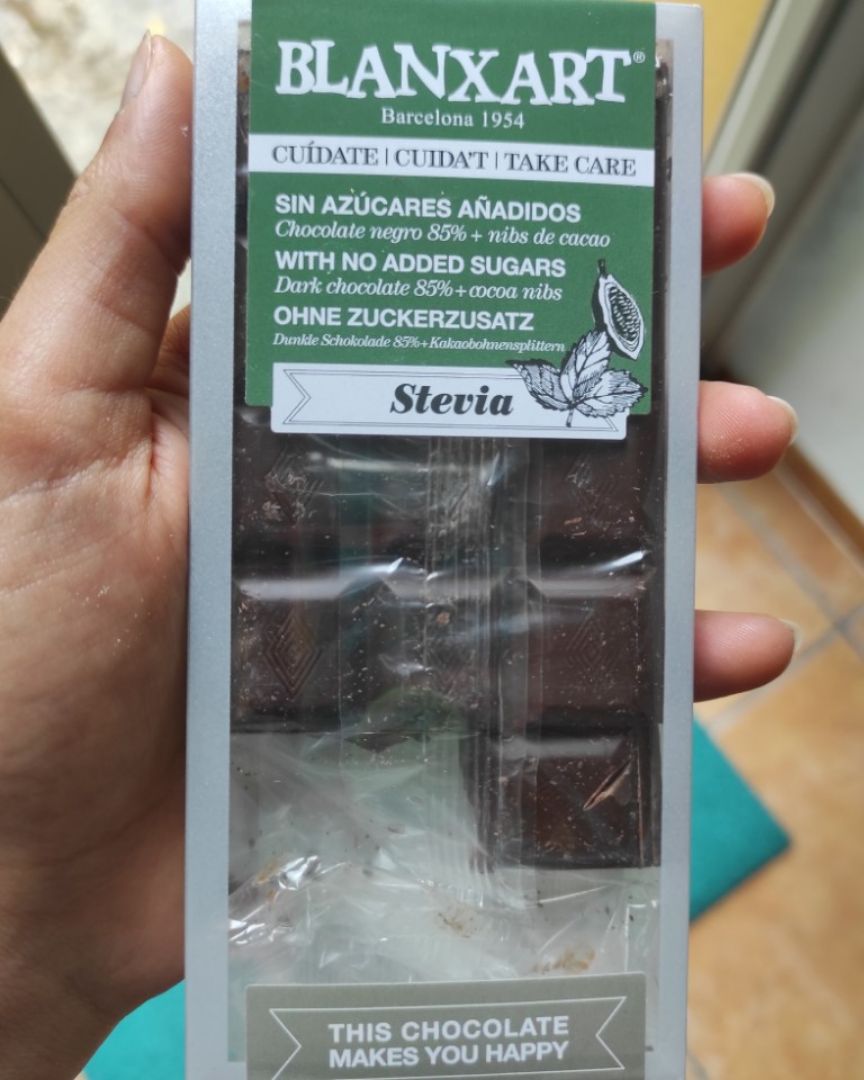 BLANXART®
Barcelona 1954
CUÍDATE | CUIDA'T | TAKE CARE
SIN AZÚCARES AÑADIDOS
Chocolate negro 85% + nibs de cacao
WITH NO ADDED SUGARS
Dark chocolate 85%+cocoa nibs
OHNE ZUCKERZUSATZ
Dunkle Schokolade 85%+Kakaobohnensplittern
Stevia
THIS CHOCOLATE
MAKES YOU HAPPY